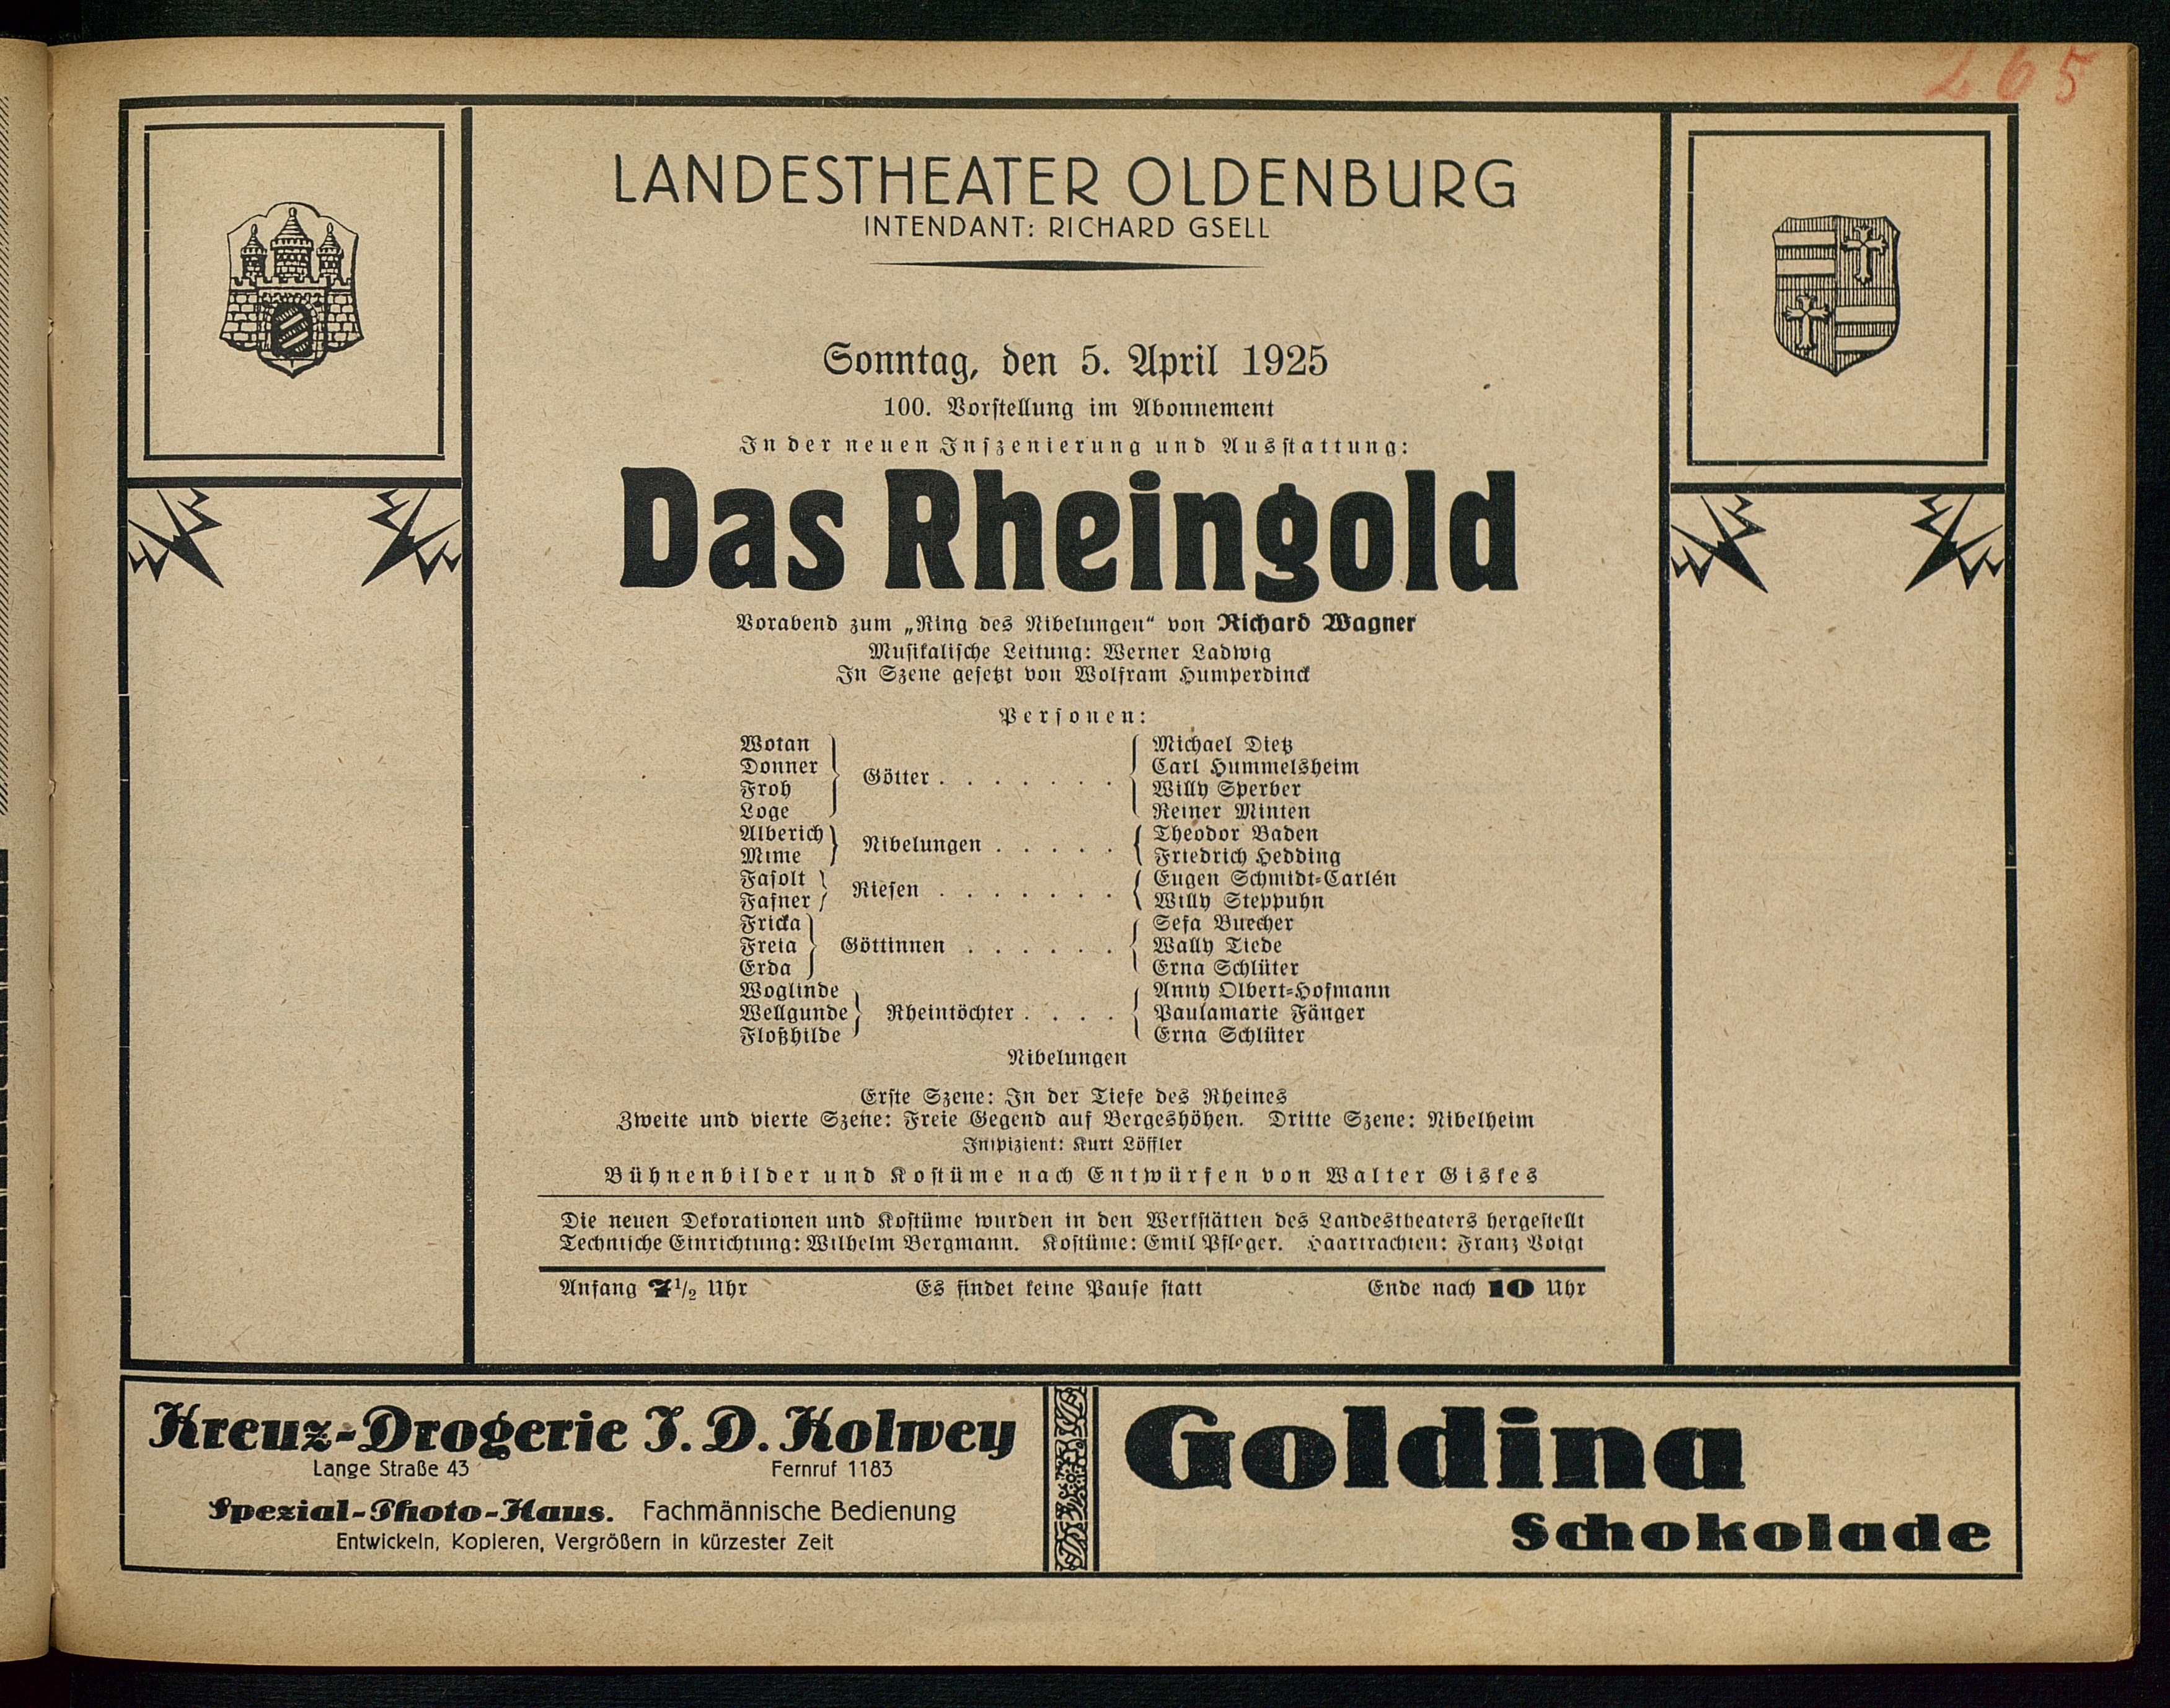 265
LANDESTHEATER OLDENBURG
INTENDANT: RICHARD GSELL
Sonntag, den 5. April 1925
100. Vorstellung im Abonnement
In der neuen Inszenierung und Ausstattung:
Das Rheingold
Vorabend zum „Ring des Nibelungen“ von Richard Wagner
Musikalische Leitung: Werner Ladwig
In Szene gesetzt von Wolfram Humperdinck
Personen:
Wotan Michael Dietz
Donner Carl Hummelsheim
Götter . . . . . . .
Froh Willy Sperber
Loge Reiner Minten
Alberich Theodor Baden
Nibelungen . . . . .
Mime Friedrich Hedding
Fasolt Eugen Schmidt-Carlén
Riesen . . . . . . .
Fafner Willy Steppuhn
Fricka Sefa Buecher
Freia Göttinnen . . . . . . Wally Tiede
Erda Erna Schlüter
Woglinde Anny Olbert-Hofmann
Wellgunde Rheintöchter . . . . Paulamarie Fänger
Floßhilde Erna Schlüter
Nibelungen
Erste Szene: In der Tiefe des Rheines
Zweite und vierte Szene: Freie Gegend auf Bergeshöhen. Dritte Szene: Nibelheim
Inspizient: Kurt Löffler
Bühnenbilder und Kostüme nach Entwürfen von Walter Giskes
Die neuen Dekorationen und Kostüme wurden in den Werkstätten des Landestheaters hergestellt
Technische Einrichtung: Wilhelm Bergmann. Kostüme: Emil Pfleger. Haartrachten: Franz Voigt
Anfang 7 1/2 Uhr Es findet keine Pause statt Ende nach 10 Uhr
Kreuz-Drogerie J. D. Kolwey
Lange Straße 43 Fernruf 1183
Spezial-Photo-Haus. Fachmännische Bedienung
Entwickeln, Kopieren, Vergrößern in kürzester Zeit
Goldina
Schokolade